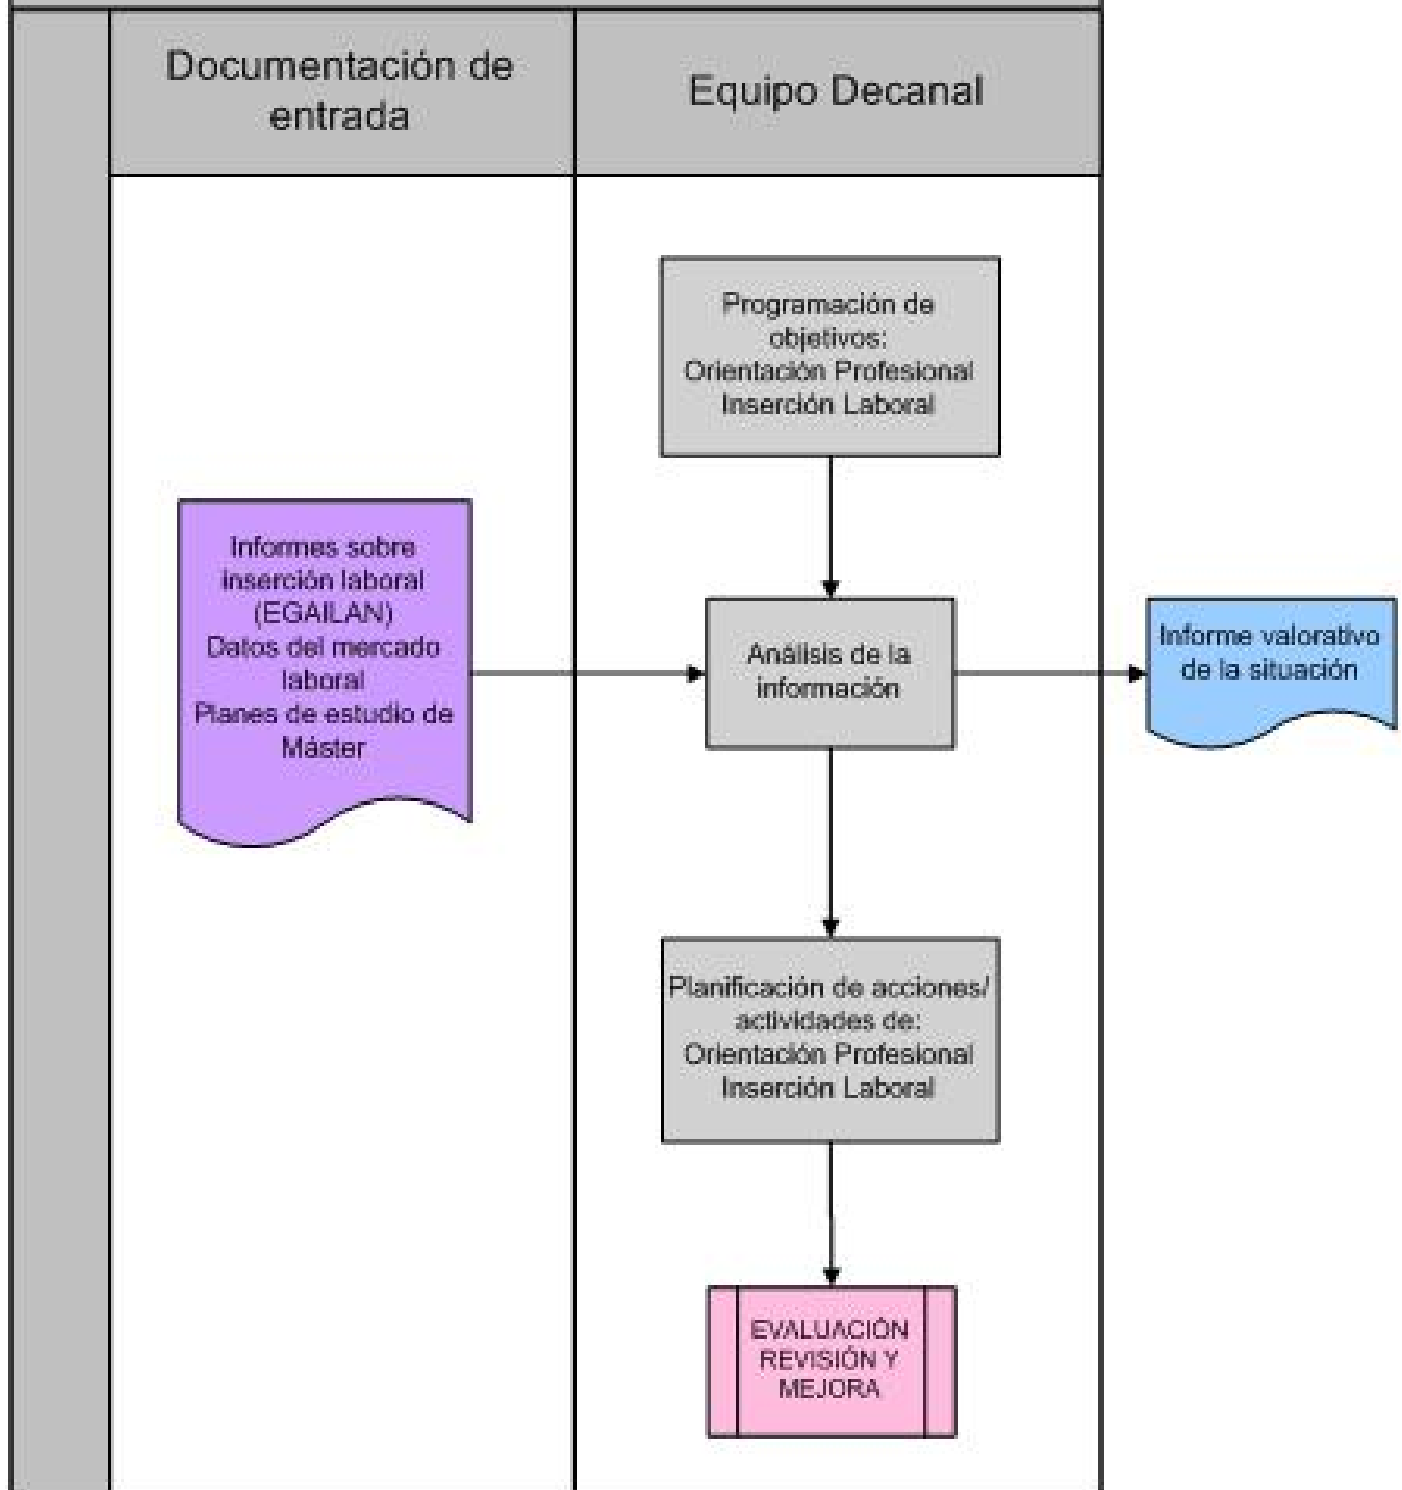 Documentación de
entrada
Equipo Decanal
Programación de
objetivos:
Orientación Profesional
Inserción Laboral
Informes sobre
inserción laboral
(EGAILAN)
Datos del mercado
laboral
Planes de estudio de
Máster
Análisis de la
información
Informe valorativo
de la situación
Planificación de acciones/
actividades de:
Orientación Profesional
Inserción Laboral
EVALUACIÓN
REVISIÓN Y
MEJORA